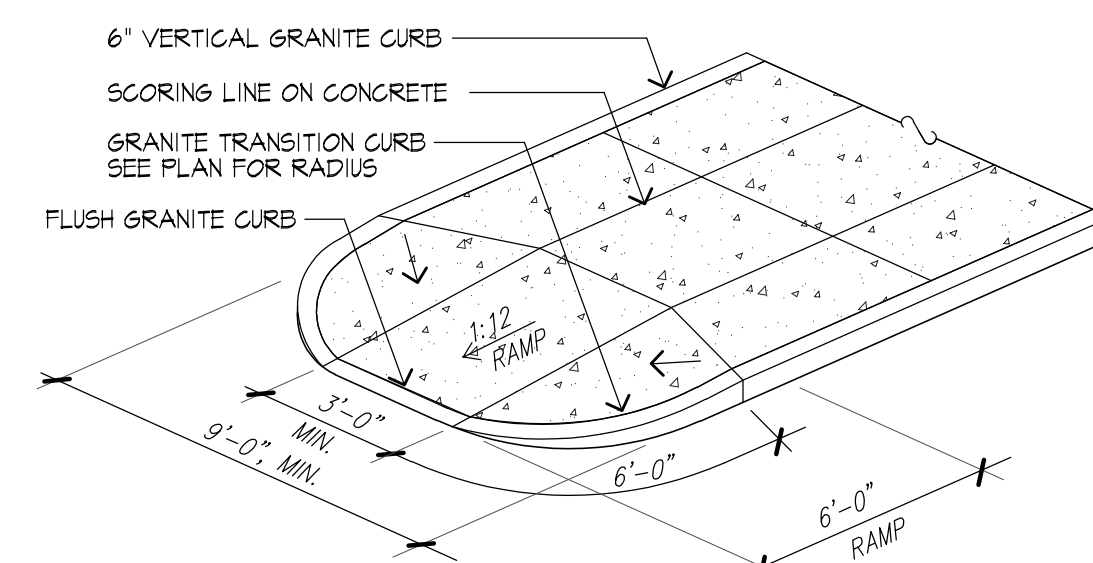 6" VERTICAL GRANITE CURB
SCORING LINE ON CONCRETE
GRANITE TRANSITION CURB
SEE PLAN FOR RADIUS
FLUSH GRANITE CURB
1:12
RAMP
3'-0"
MIN.
9'-0", MIN.
6'-0"
6'-0"
RAMP